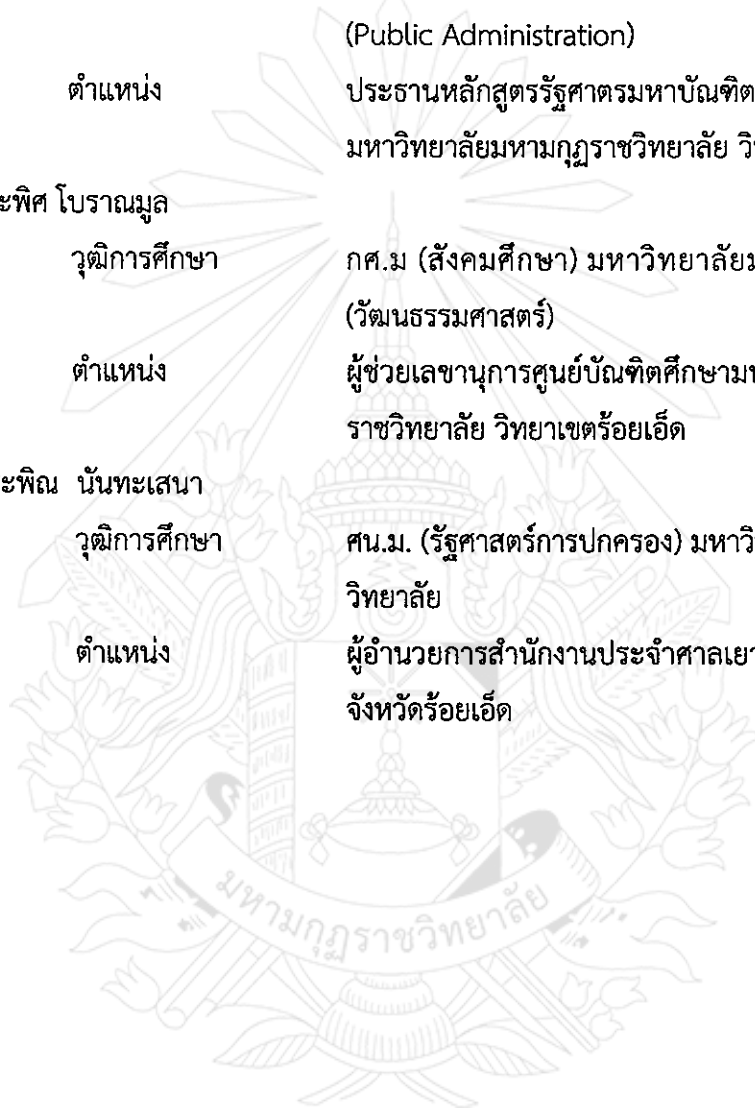 (Public Administration)
ตำแหน่ง ประธานหลักสูตรรัฐศาตรมหาบัณฑิต
มหาวิทยาลัยมหามกุฏราชวิทยาลัย
โบราณมูล
วุฒิการศึกษา กศ.ม (สังคมศึกษา) มหาวิทยาลัย
(วัฒนธรรมศาสตร์)
ตำแหน่ง ผู้ช่วยเลขานุการศูนย์บัณฑิตศึกษา
ราชวิทยาลัย วิทยาเขตร้อยเอ็ด
นันทะเสนา
วุฒิการศึกษา ศน.ม. (รัฐศาสตร์การปกครอง)
วิทยาลัย
ตำแหน่ง ผู้อำนวยการสำนักงานประจำศาล
จังหวัดร้อยเอ็ด
มหามกุฏราชวิทยาลัย